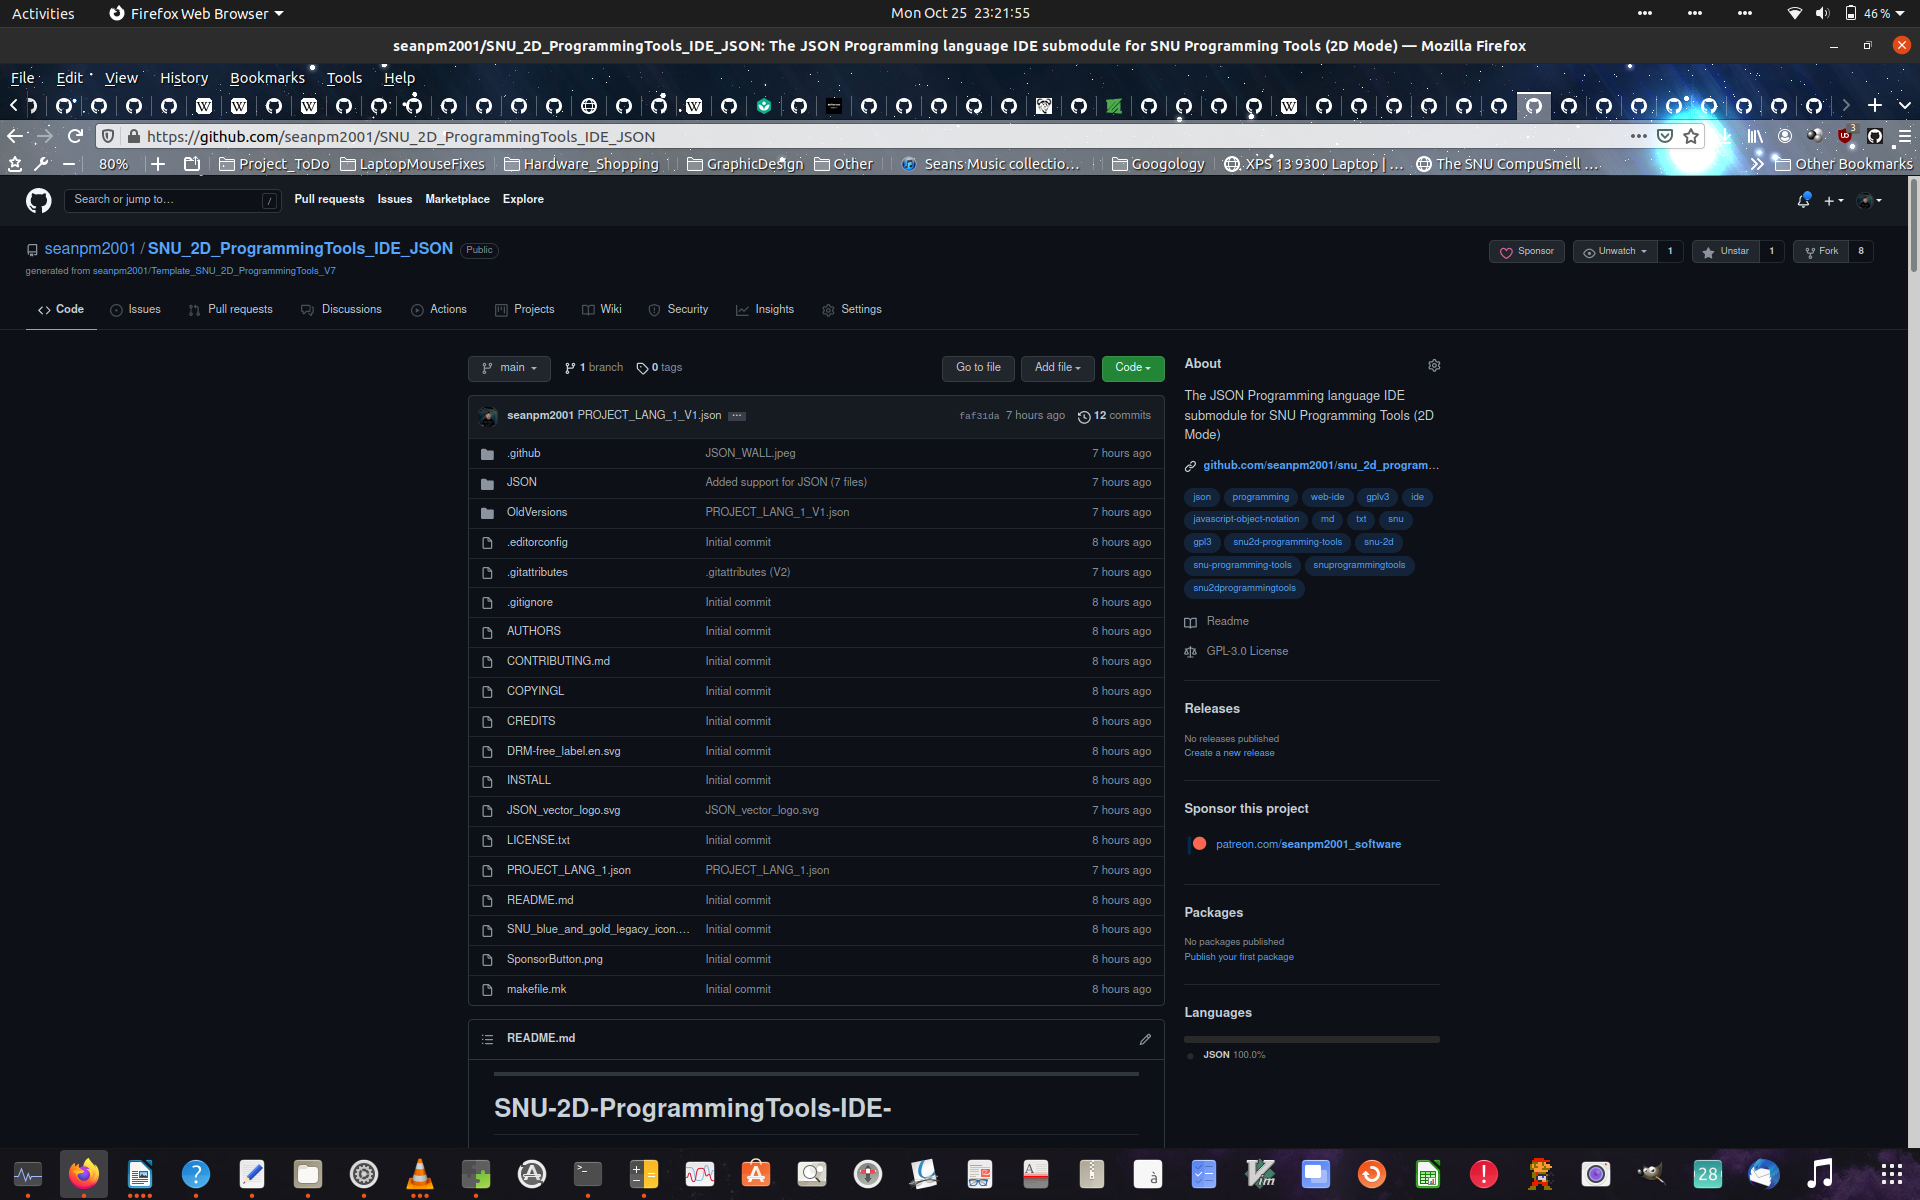 Activities
Firefox Web Browser
Mon Oct 25 23:21:55
46 %
seanpm2001/SNU_2D_ProgrammingTools_IDE_JSON: The JSON Programming language IDE submodule for SNU Programming Tools (2D Mode) — Mozilla Firefox
File Edit View History Bookmarks Tools Help
https://github.com/seanpm2001/SNU_2D_ProgrammingTools_IDE_JSON
3
80%
Project_ToDo
LaptopMouseFixes
Hardware_Shopping
GraphicDesign
Other
Seans Music collectio…
Googology
XPS 13 9300 Laptop | …
The SNU CompuSmell …
Other Bookmarks
Search or jump to…
/
Pull requests Issues Marketplace Explore
seanpm2001 / SNU_2D_ProgrammingTools_IDE_JSON
Public
Sponsor
Unwatch
1
Unstar
1
Fork
8
generated from seanpm2001/Template_SNU_2D_ProgrammingTools_V7
Code
Issues
Pull requests
Discussions
Actions
Projects
Wiki
Security
Insights
Settings
main
1 branch
0 tags
Go to file
Add file
Code
seanpm2001 PROJECT_LANG_1_V1.json
faf31da 7 hours ago
12 commits
.github JSON_WALL.jpeg 7 hours ago
JSON Added support for JSON (7 files) 7 hours ago
OldVersions PROJECT_LANG_1_V1.json 7 hours ago
.editorconfig Initial commit 8 hours ago
.gitattributes .gitattributes (V2) 7 hours ago
.gitignore Initial commit 8 hours ago
AUTHORS Initial commit 8 hours ago
CONTRIBUTING.md Initial commit 8 hours ago
COPYINGL Initial commit 8 hours ago
CREDITS Initial commit 8 hours ago
DRM-free_label.en.svg Initial commit 8 hours ago
INSTALL Initial commit 8 hours ago
JSON_vector_logo.svg JSON_vector_logo.svg 7 hours ago
LICENSE.txt Initial commit 8 hours ago
PROJECT_LANG_1.json PROJECT_LANG_1.json 7 hours ago
README.md Initial commit 8 hours ago
SNU_blue_and_gold_legacy_icon.… Initial commit 8 hours ago
SponsorButton.png Initial commit 8 hours ago
makefile.mk Initial commit 8 hours ago
README.md
SNU-2D-ProgrammingTools-IDE-
About
The JSON Programming language IDE
submodule for SNU Programming Tools (2D
Mode)
github.com/seanpm2001/snu_2d_program…
json programming web-ide gplv3 ide
javascript-object-notation md txt snu
gpl3 snu2d-programming-tools snu-2d
snu-programming-tools snuprogrammingtools
snu2dprogrammingtools
Readme
GPL-3.0 License
Releases
No releases published
Create a new release
Sponsor this project
patreon.com/seanpm2001_software
Packages
No packages published
Publish your first package
Languages
JSON 100.0%
28